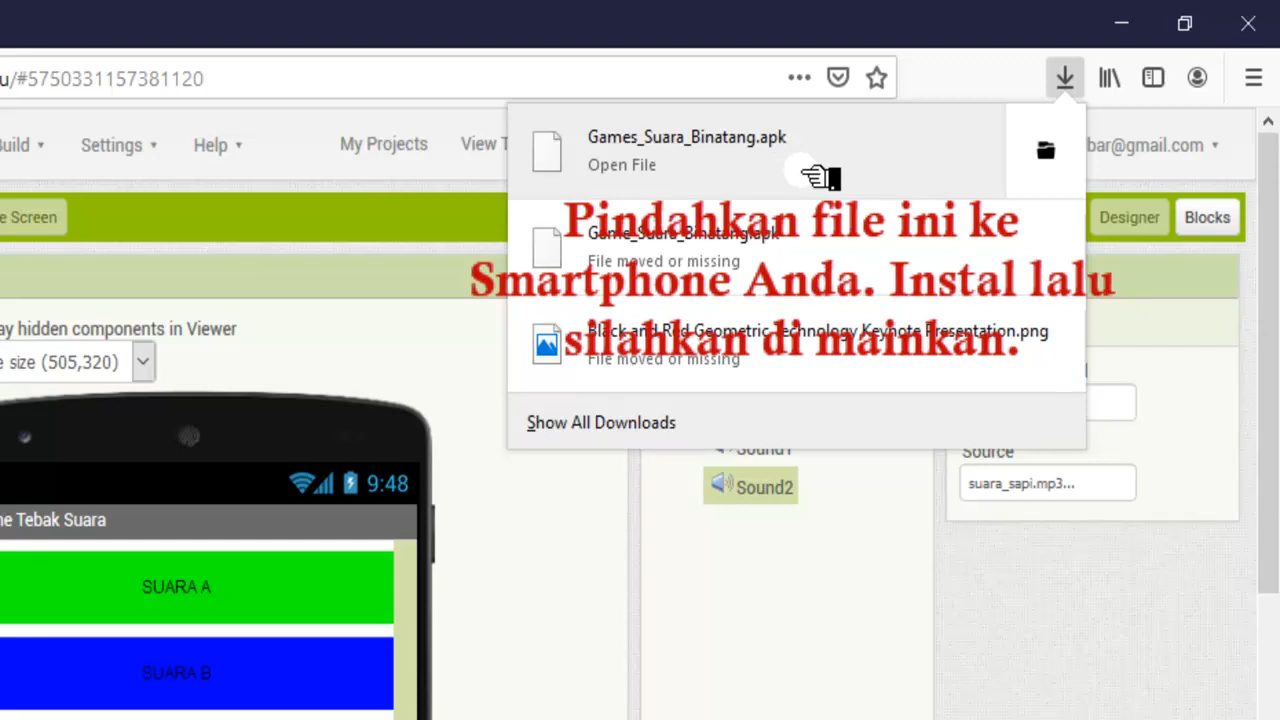 u/#5750331157381120
Build
Settings
Help
My Projects
View T
bar@gmail.com
Games_Suara_Binatang.apk
Open File
e Screen
Designer
Blocks
Pindahkan file ini ke
Game_Suara_Binatang.apk
File moved or missing
Smartphone Anda. Instal lalu
ay hidden components in Viewer
Black and Red Geometric Technology Keynote Presentation.png
silahkan di mainkan.
File moved or missing
e size (505,320)
Show All Downloads
Sound1
Source
9:48
Sound2
suara_sapi.mp3...
ne Tebak Suara
SUARA A
SUARA B